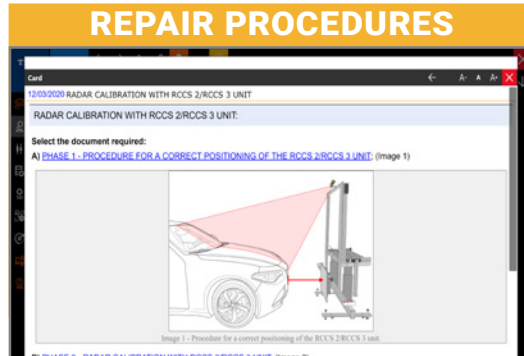 REPAIR PROCEDURES
Card
A- A A+ X
12/03/2020 RADAR CALIBRATION WITH RCCS 2/RCCS 3 UNIT
RADAR CALIBRATION WITH RCCS 2/RCCS 3 UNIT:
Select the document required:
A) PHASE 1 - PROCEDURE FOR A CORRECT POSITIONING OF THE RCCS 2/RCCS 3 UNIT; (Image 1)
Image 1 - Procedure for a correct positioning of the RCCS 2/RCCS 3 unit.